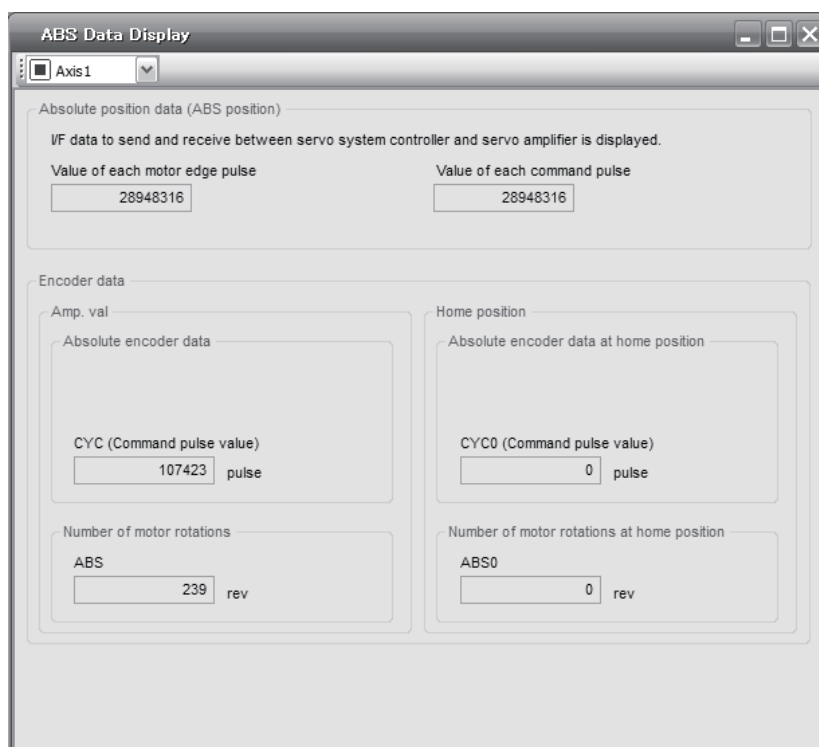 ABS Data Display
Axis1
Absolute position data (ABS position)
I/F data to send and receive between servo system controller and servo amplifier is displayed.
Value of each motor edge pulse
Value of each command pulse
28948316
28948316
Encoder data
Amp. val
Home position
Absolute encoder data
Absolute encoder data at home position
CYC (Command pulse value)
CYC0 (Command pulse value)
107423 pulse
0 pulse
Number of motor rotations
Number of motor rotations at home position
ABS
ABS0
239 rev
0 rev